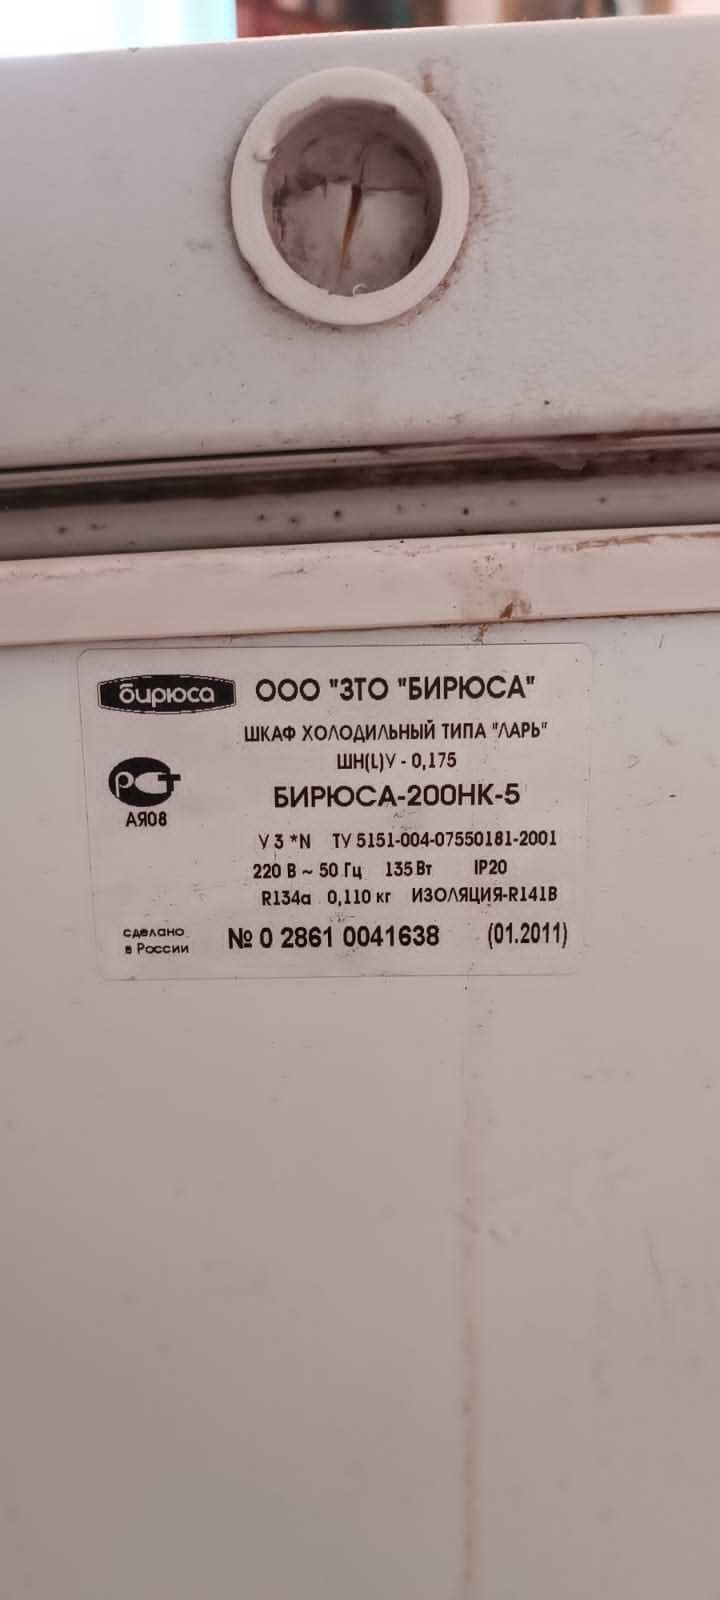 бирюса ООО "ЗТО "БИРЮСА"
ШКАФ ХОЛОДИЛЬНЫЙ ТИПА "ЛАРЬ"
ШН(L)V - 0,175
РСТ
БИРЮСА-200НК-5
АЯ08
У 3 *N ТУ 5151-004-07550181-2001
220 В ~ 50 Гц 135 Вт IP20
R134a 0,110 кг ИЗОЛЯЦИЯ-R141B
сделано
в России
№ 0 2861 0041638 (01.2011)